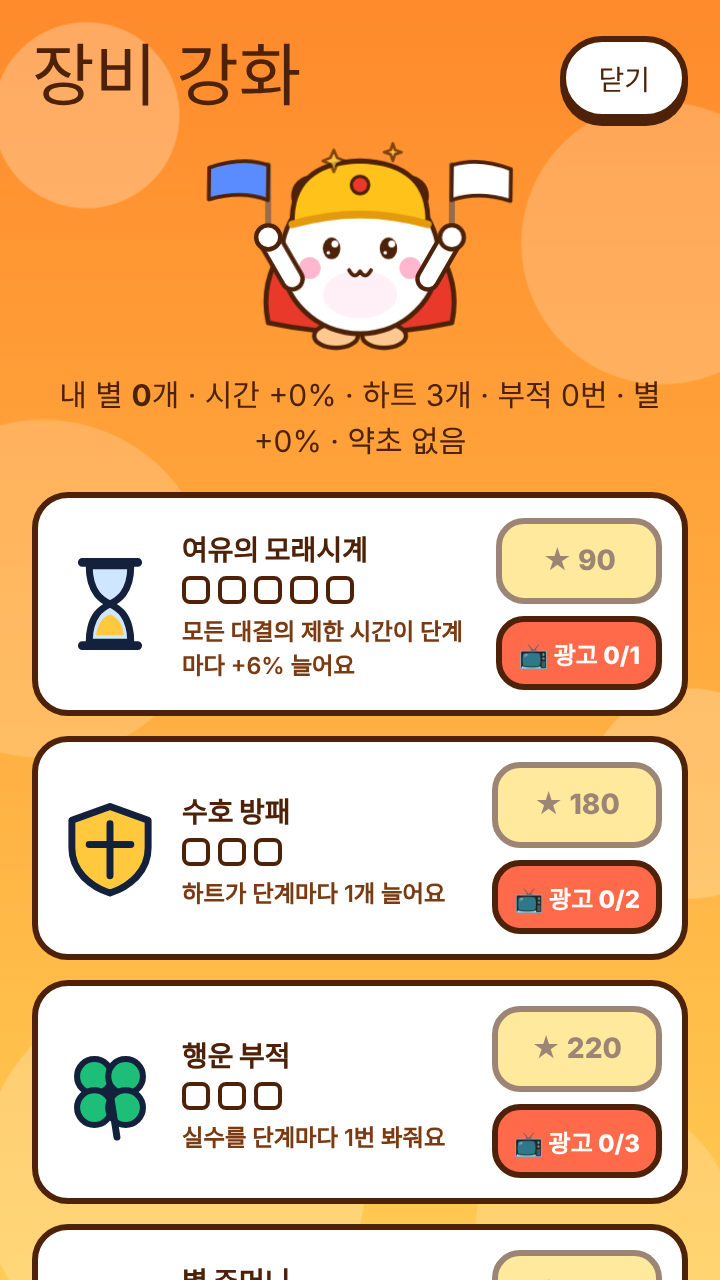 장비 강화
닫기
내 별 0개 · 시간 +0% · 하트 3개 · 부적 0번 · 별
+0% · 약초 없음
여유의 모래시계
모든 대결의 제한 시간이 단계
마다 +6% 늘어요
★ 90
📺 광고 0/1
수호 방패
하트가 단계마다 1개 늘어요
★ 180
📺 광고 0/2
행운 부적
실수를 단계마다 1번 봐줘요
★ 220
📺 광고 0/3